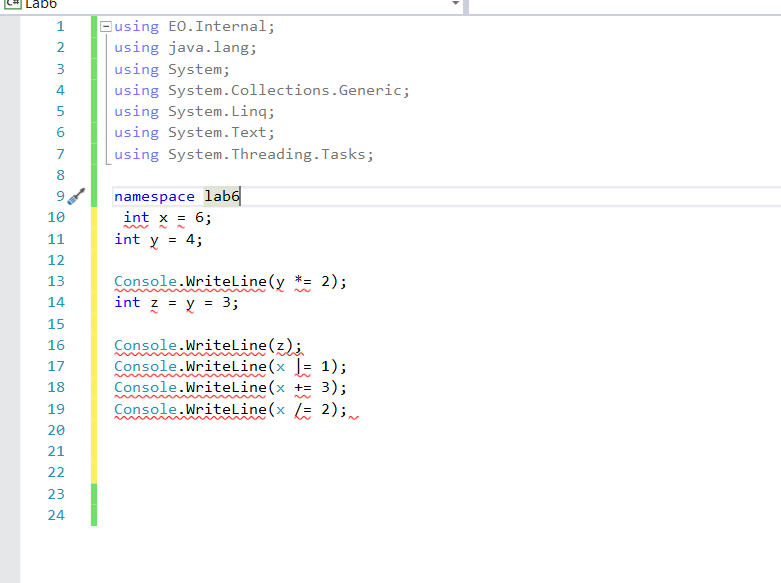 C# Lab6
1 using EO.Internal;
2 using java.lang;
3 using System;
4 using System.Collections.Generic;
5 using System.Linq;
6 using System.Text;
7 using System.Threading.Tasks;
8
9 namespace lab6
10 int x = 6;
11 int y = 4;
12
13 Console.WriteLine(y *= 2);
14 int z = y = 3;
15
16 Console.WriteLine(z);
17 Console.WriteLine(x |= 1);
18 Console.WriteLine(x += 3);
19 Console.WriteLine(x /= 2);
20
21
22
23
24